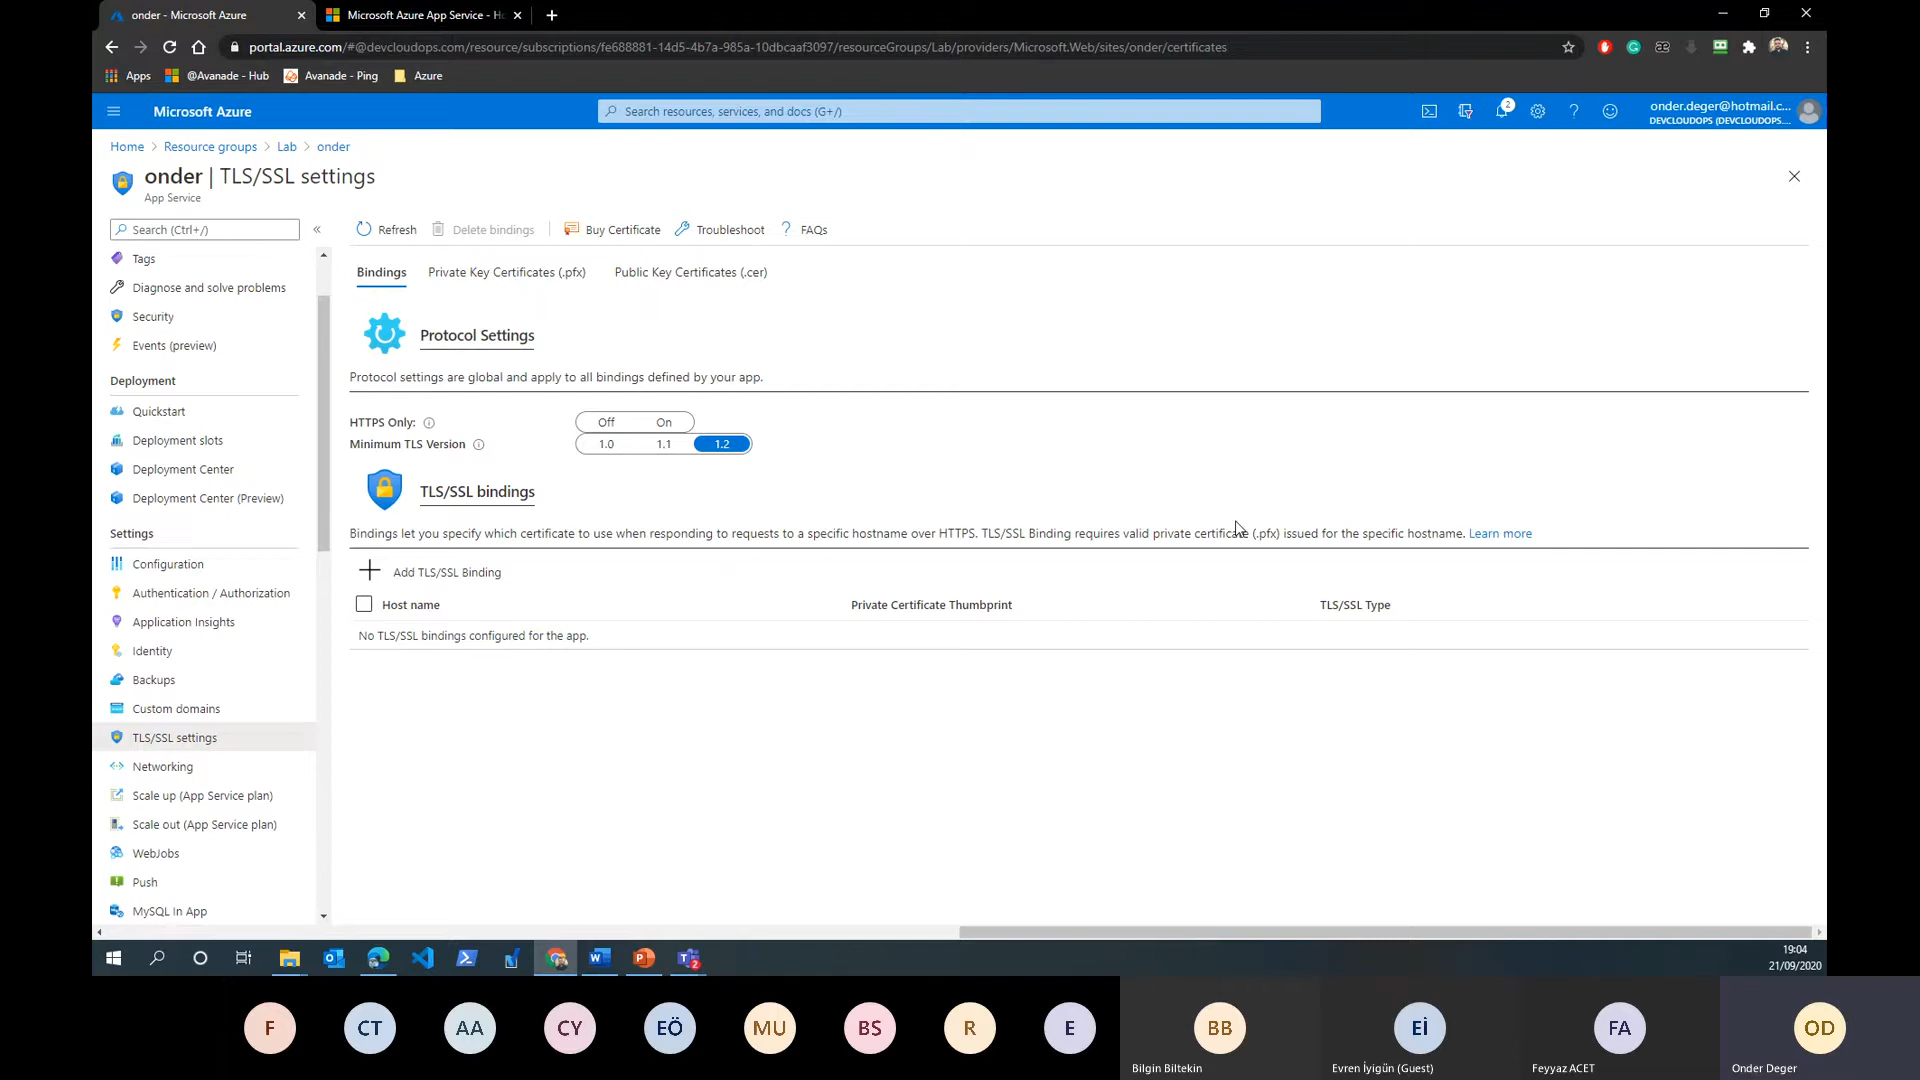 onder - Microsoft Azure
Microsoft Azure App Service - H
portal.azure.com/#@devcloudops.com/resource/subscriptions/fe688881-14d5-4b7a-985a-10dbcaaf3097/resourceGroups/Lab/providers/Microsoft.Web/sites/onder/certificates
Apps
@Avanade - Hub
Avanade - Ping
Azure
Microsoft Azure
Search resources, services, and docs (G+/)
2
onder.deger@hotmail.c...
DEVCLOUDOPS (DEVCLOUDOPS....
Home > Resource groups > Lab > onder
onder | TLS/SSL settings
App Service
Search (Ctrl+/)
«
Refresh
Delete bindings
Buy Certificate
Troubleshoot
? FAQs
Tags
Diagnose and solve problems
Security
Events (preview)
Deployment
Quickstart
Deployment slots
Deployment Center
Deployment Center (Preview)
Settings
Configuration
Authentication / Authorization
Application Insights
Identity
Backups
Custom domains
TLS/SSL settings
Networking
Scale up (App Service plan)
Scale out (App Service plan)
WebJobs
Push
MySQL In App
Bindings
Private Key Certificates (.pfx)
Public Key Certificates (.cer)
Protocol Settings
Protocol settings are global and apply to all bindings defined by your app.
HTTPS Only:
Off On
Minimum TLS Version
1.0 1.1 1.2
TLS/SSL bindings
Bindings let you specify which certificate to use when responding to requests to a specific hostname over HTTPS. TLS/SSL Binding requires valid private certificate (.pfx) issued for the specific hostname. Learn more
Add TLS/SSL Binding
Host name
Private Certificate Thumbprint
TLS/SSL Type
No TLS/SSL bindings configured for the app.
19:04
21/09/2020
F
CT
AA
CY
EÖ
MU
BS
R
E
BB
Bilgin Biltekin
Eİ
Evren İyigün (Guest)
FA
Feyyaz ACET
OD
Onder Deger